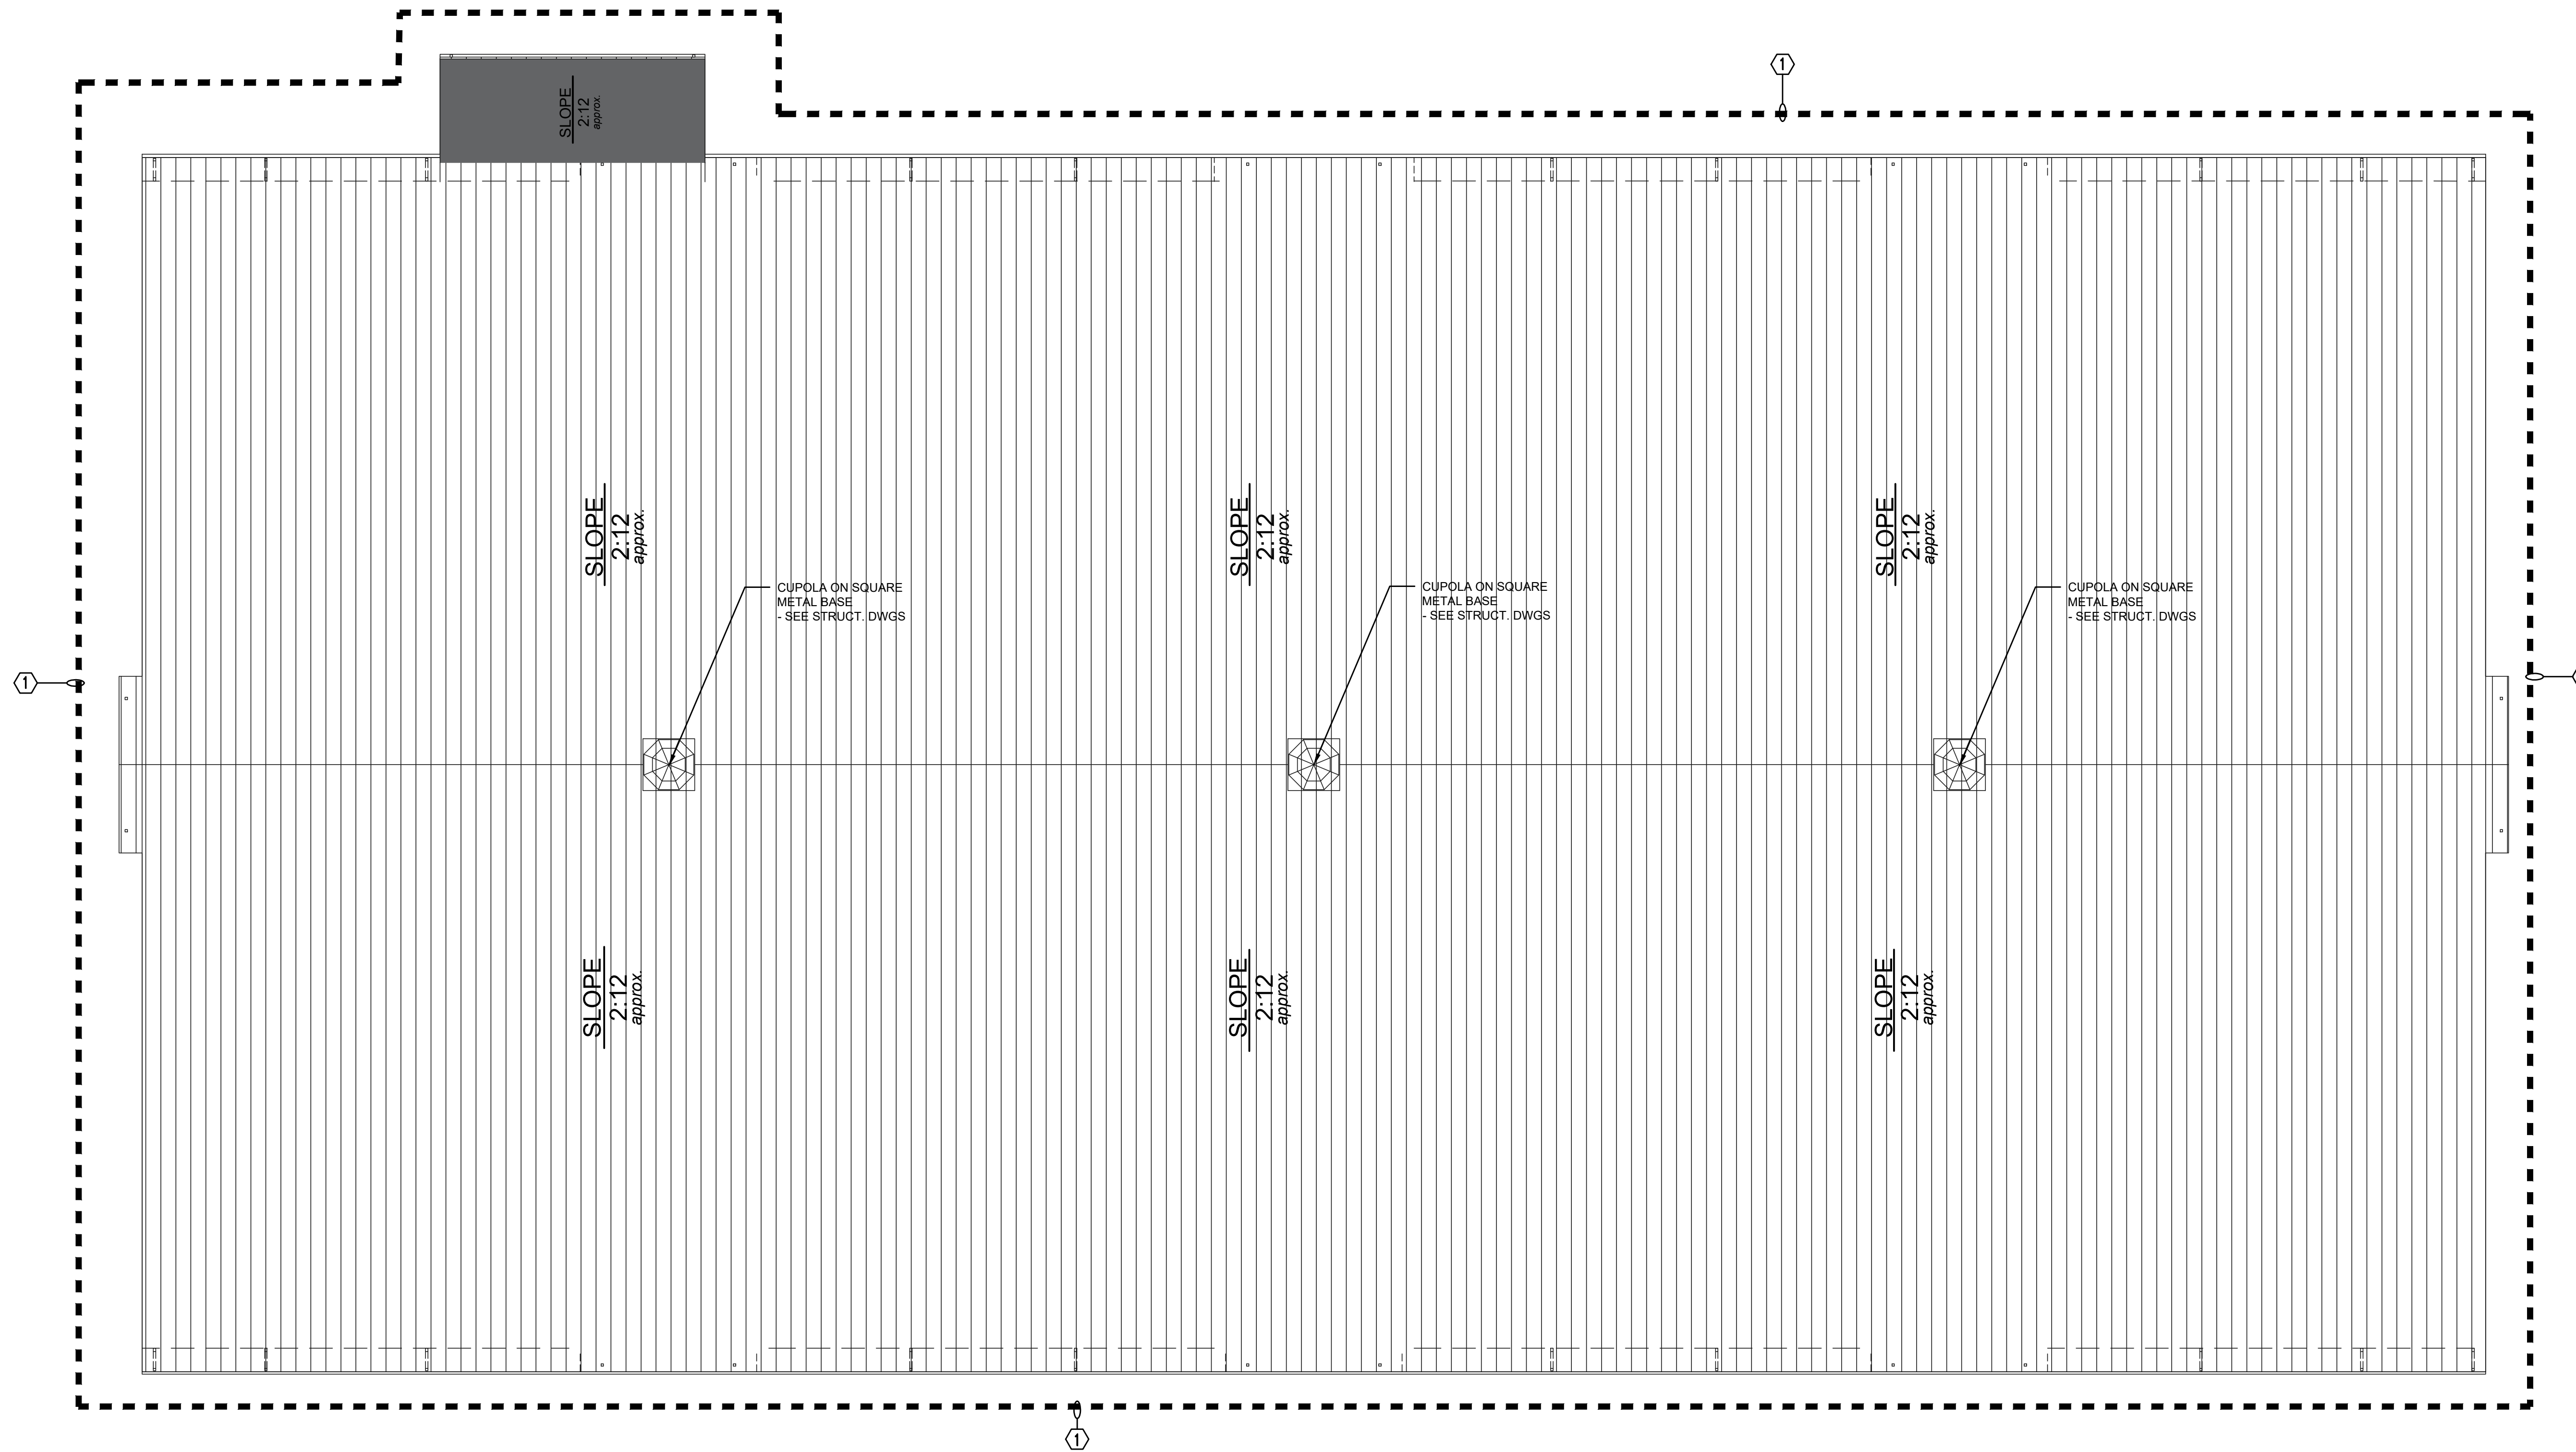 1
SLOPE
2:12
approx.
SLOPE
2:12
approx.
SLOPE
2:12
approx.
SLOPE
2:12
approx.
CUPOLA ON SQUARE
METAL BASE
- SEE STRUCT. DWGS
CUPOLA ON SQUARE
METAL BASE
- SEE STRUCT. DWGS
CUPOLA ON SQUARE
METAL BASE
- SEE STRUCT. DWGS
1
SLOPE
2:12
approx.
SLOPE
2:12
approx.
SLOPE
2:12
approx.
1